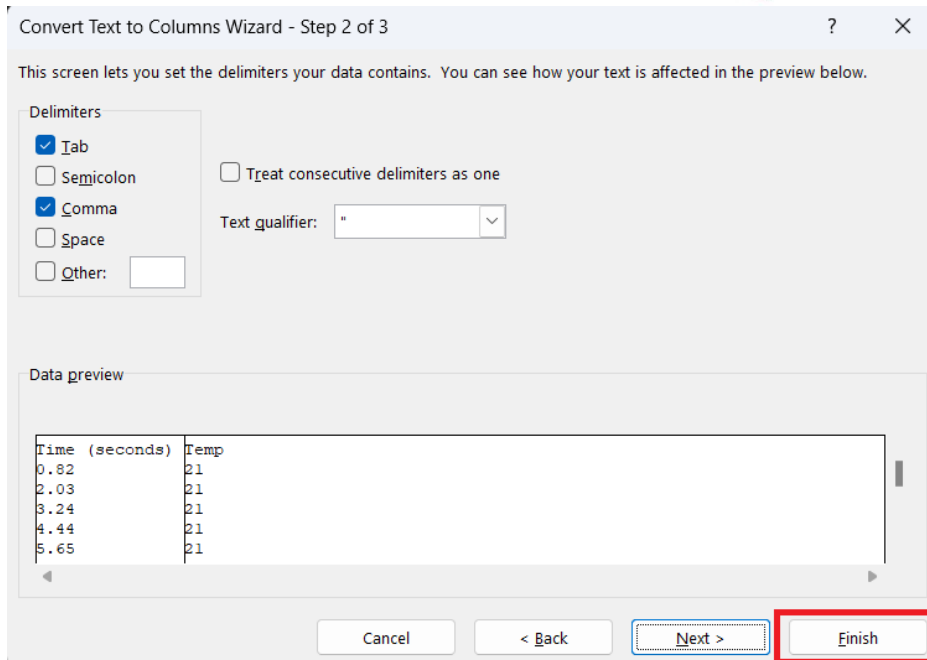 Convert Text to Columns Wizard - Step 2 of 3 ?
This screen lets you set the delimiters your data contains. You can see how your text is affected in the preview below.
Delimiters
Tab
Semicolon
Comma
Space
Other:
Treat consecutive delimiters as one
Text qualifier: "
Data preview
Time (seconds) Temp
0.82 21
2.03 21
3.24 21
4.44 21
5.65 21
Cancel < Back Next > Finish